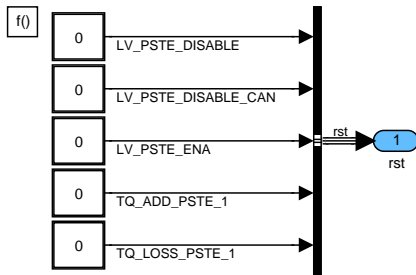 f()
0
LV_PSTE_DISABLE
0
LV_PSTE_DISABLE_CAN
0
LV_PSTE_ENA
rst
1
rst
0
TQ_ADD_PSTE_1
0
TQ_LOSS_PSTE_1